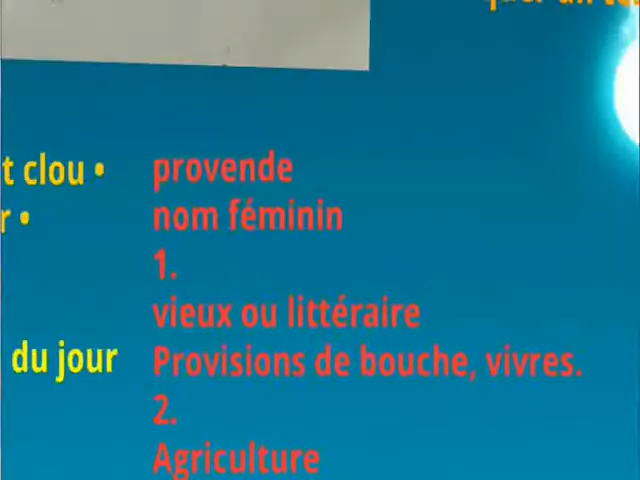 t clou •
r •
du jour
provende
nom féminin
1.
vieux ou littéraire
Provisions de bouche, vivres.
2.
Agriculture